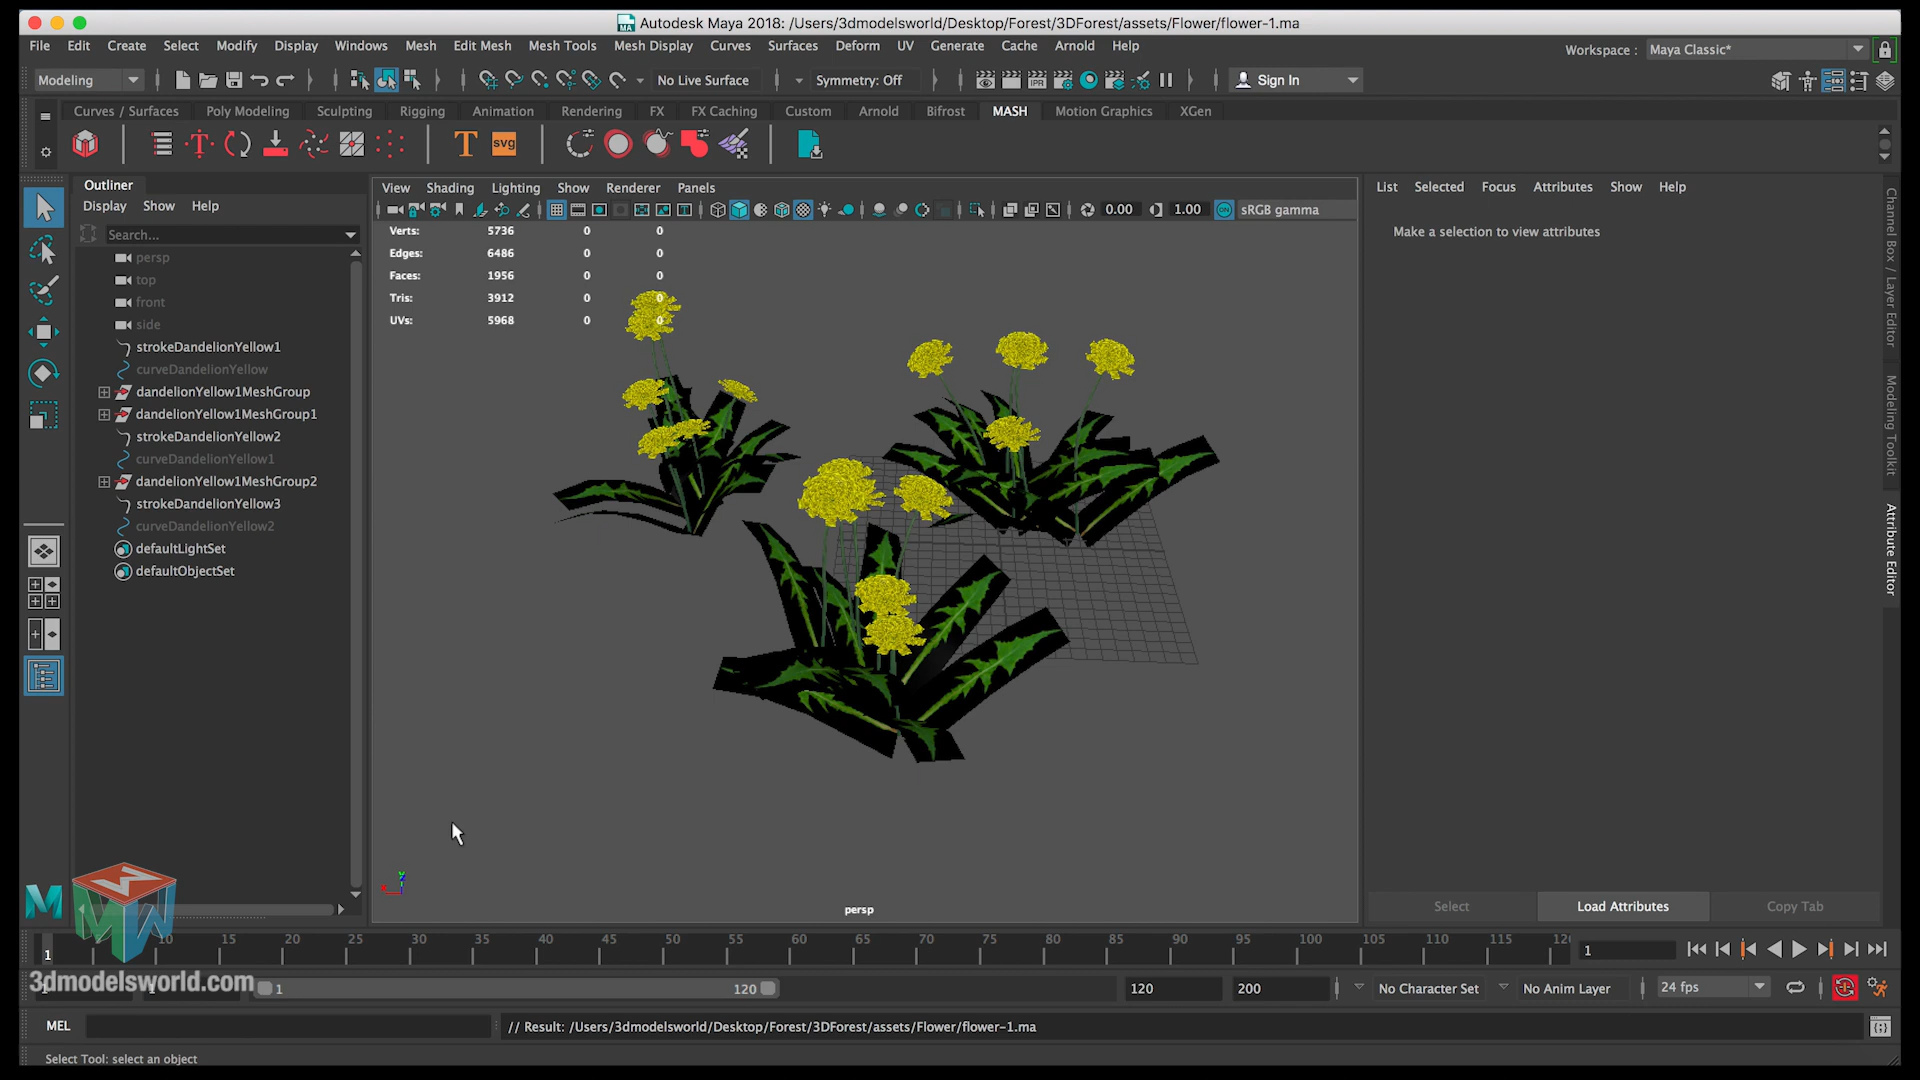 Autodesk Maya 2018: /Users/3dmodelsworld/Desktop/Forest/3DForest/assets/Flower/flower-1.ma
File Edit Create Select Modify Display Windows Mesh Edit Mesh Mesh Tools Mesh Display Curves Surfaces Deform UV Generate Cache Arnold Help
Workspace : Maya Classic*
Modeling No Live Surface Symmetry: Off Sign In
Curves / Surfaces Poly Modeling Sculpting Rigging Animation Rendering FX FX Caching Custom Arnold Bifrost MASH Motion Graphics XGen
T svg
Outliner
Display Show Help
Search...
persp
top
front
side
strokeDandelionYellow1
curveDandelionYellow
dandelionYellow1MeshGroup
dandelionYellow1MeshGroup1
strokeDandelionYellow2
curveDandelionYellow1
dandelionYellow1MeshGroup2
strokeDandelionYellow3
curveDandelionYellow2
defaultLightSet
defaultObjectSet
View Shading Lighting Show Renderer Panels
0.00 1.00 ON sRGB gamma
Verts: 5736 0 0
Edges: 6486 0 0
Faces: 1956 0 0
Tris: 3912 0 0
UVs: 5968 0 0
persp
List Selected Focus Attributes Show Help
Make a selection to view attributes
Channel Box / Layer Editor
Modeling Toolkit
Attribute Editor
Select Load Attributes Copy Tab
1 10 15 20 25 30 35 40 45 50 55 60 65 70 75 80 85 90 95 100 105 110 115 1
3dmodelsworld.com
1 120 120 200 No Character Set No Anim Layer 24 fps
MEL // Result: /Users/3dmodelsworld/Desktop/Forest/3DForest/assets/Flower/flower-1.ma
Select Tool: select an object